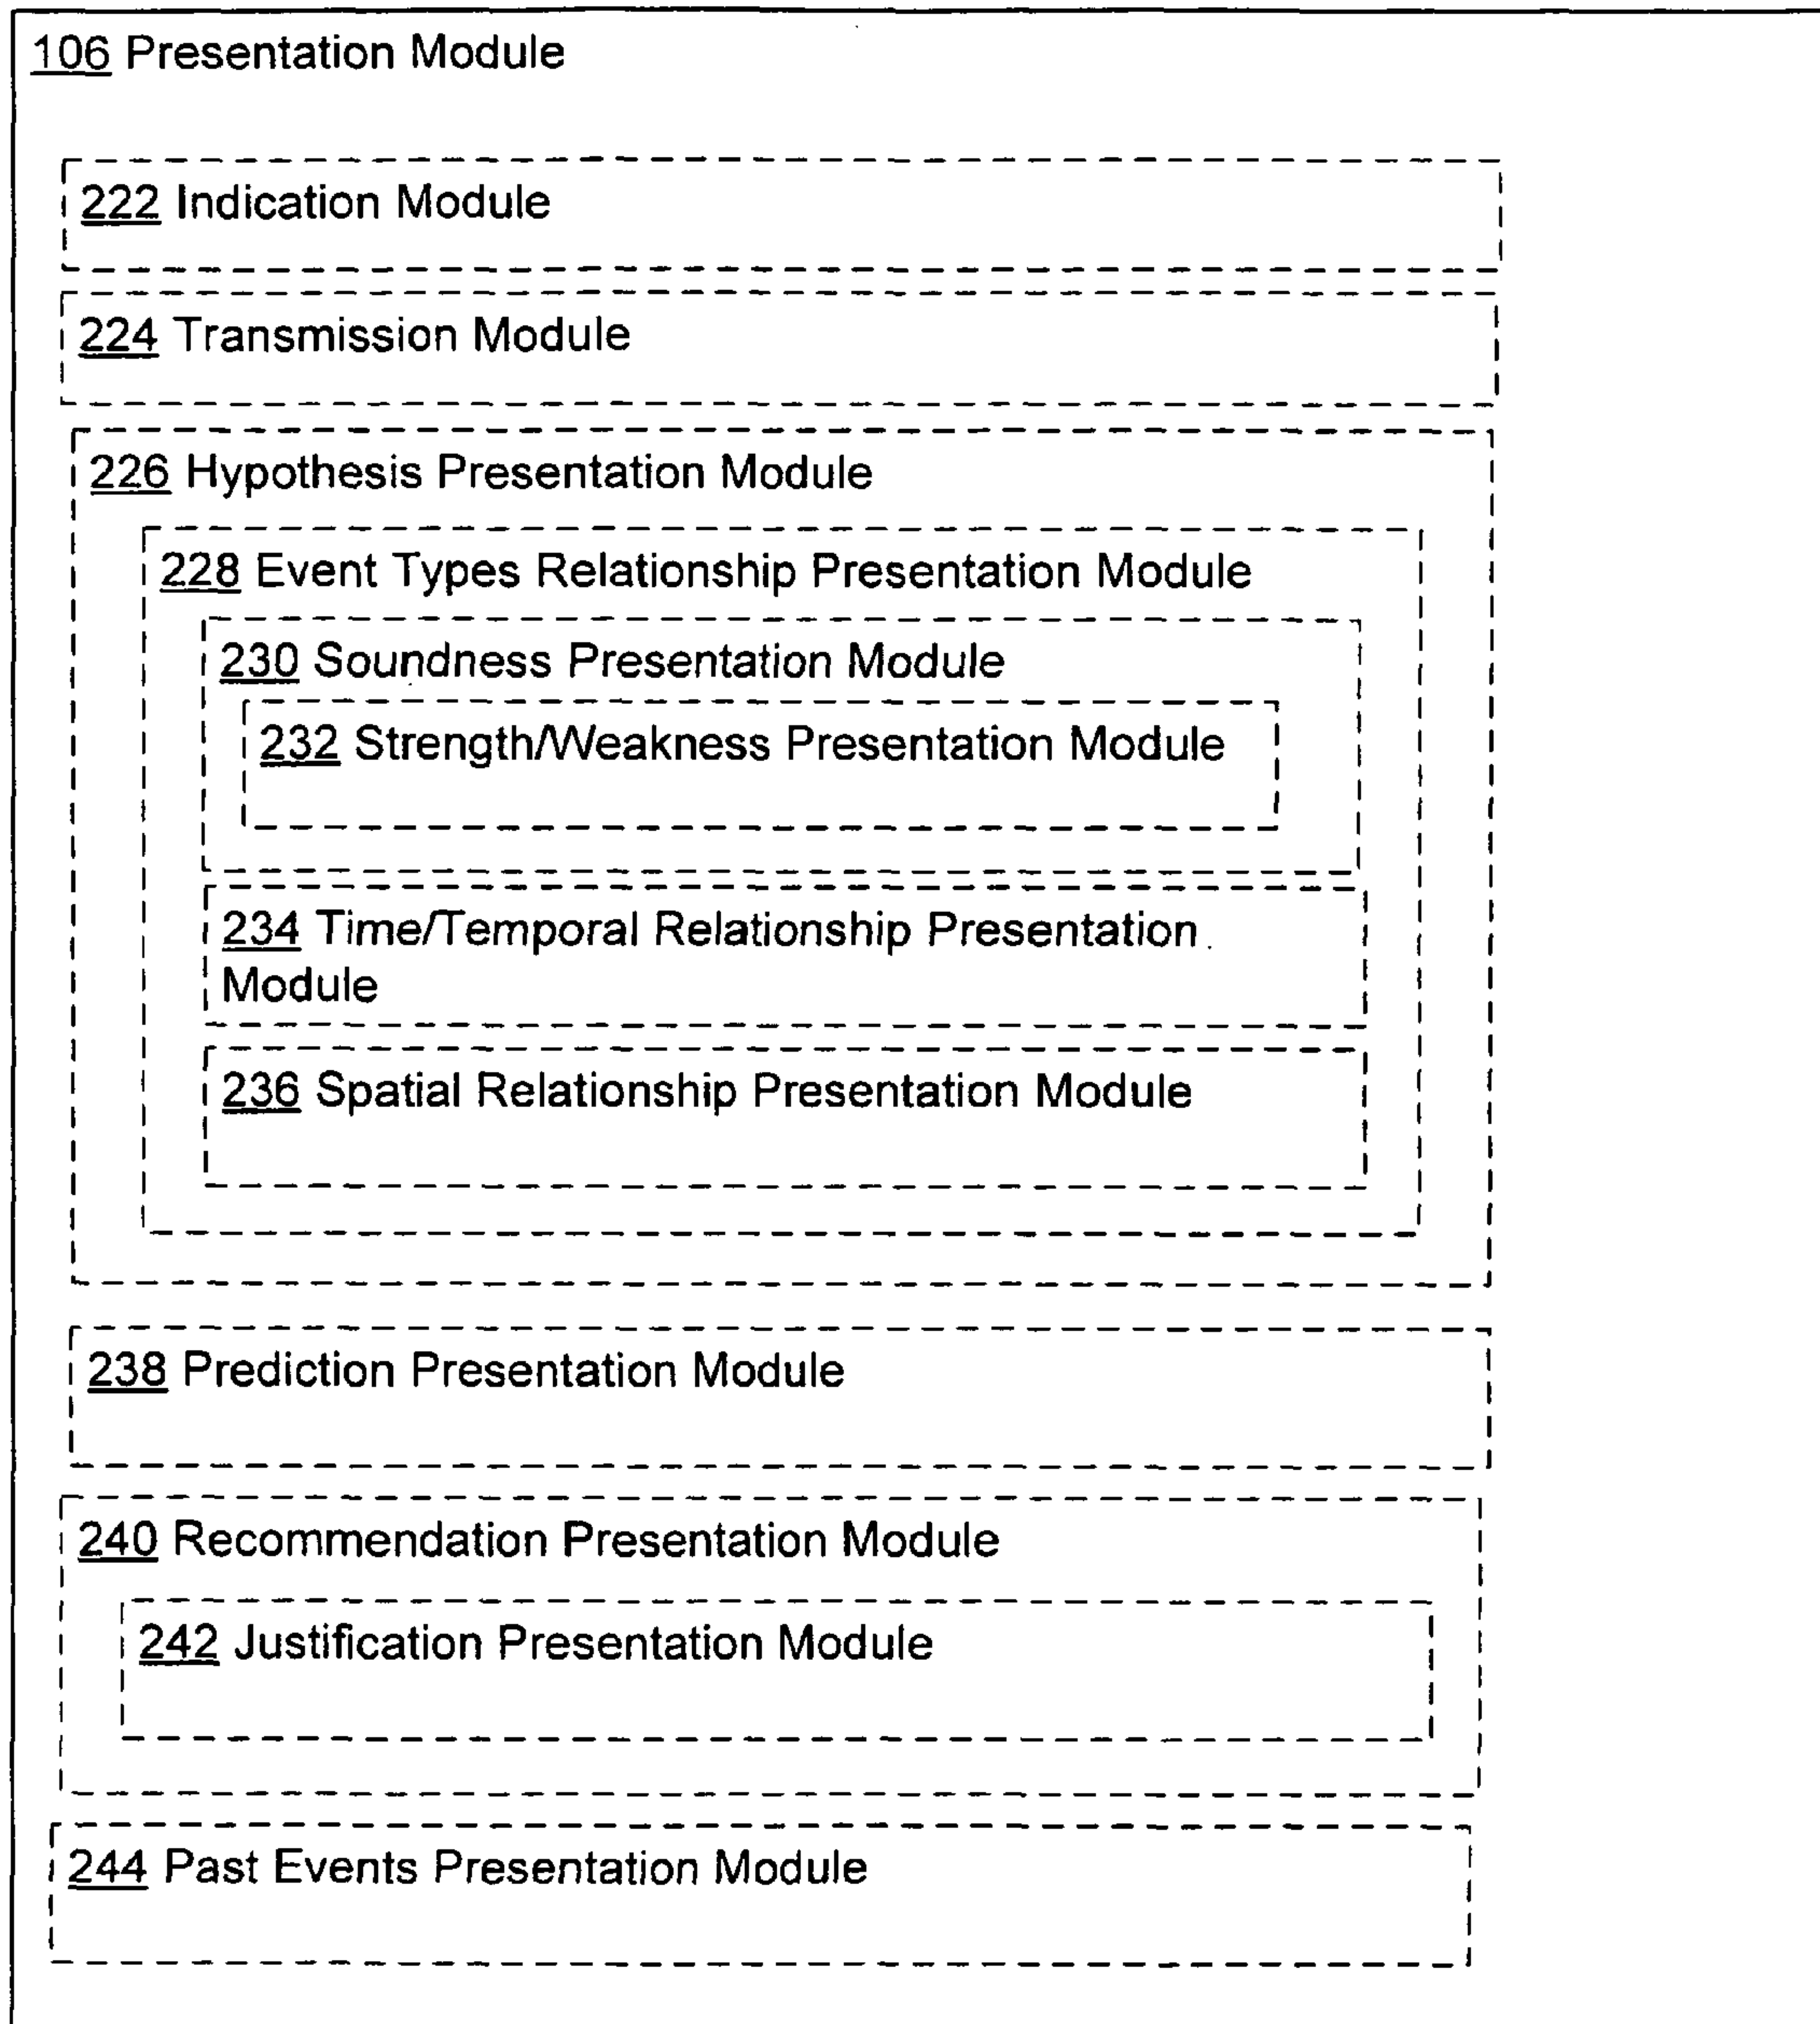 106 Presentation Module
222 Indication Module
224 Transmission Module
226 Hypothesis Presentation Module
228 Event Types Relationship Presentation Module
230 Soundness Presentation Module
232 Strength/Weakness Presentation Module
234 Time/Temporal Relationship Presentation
Module
236 Spatial Relationship Presentation Module
238 Prediction Presentation Module
240 Recommendation Presentation Module
242 Justification Presentation Module
244 Past Events Presentation Module